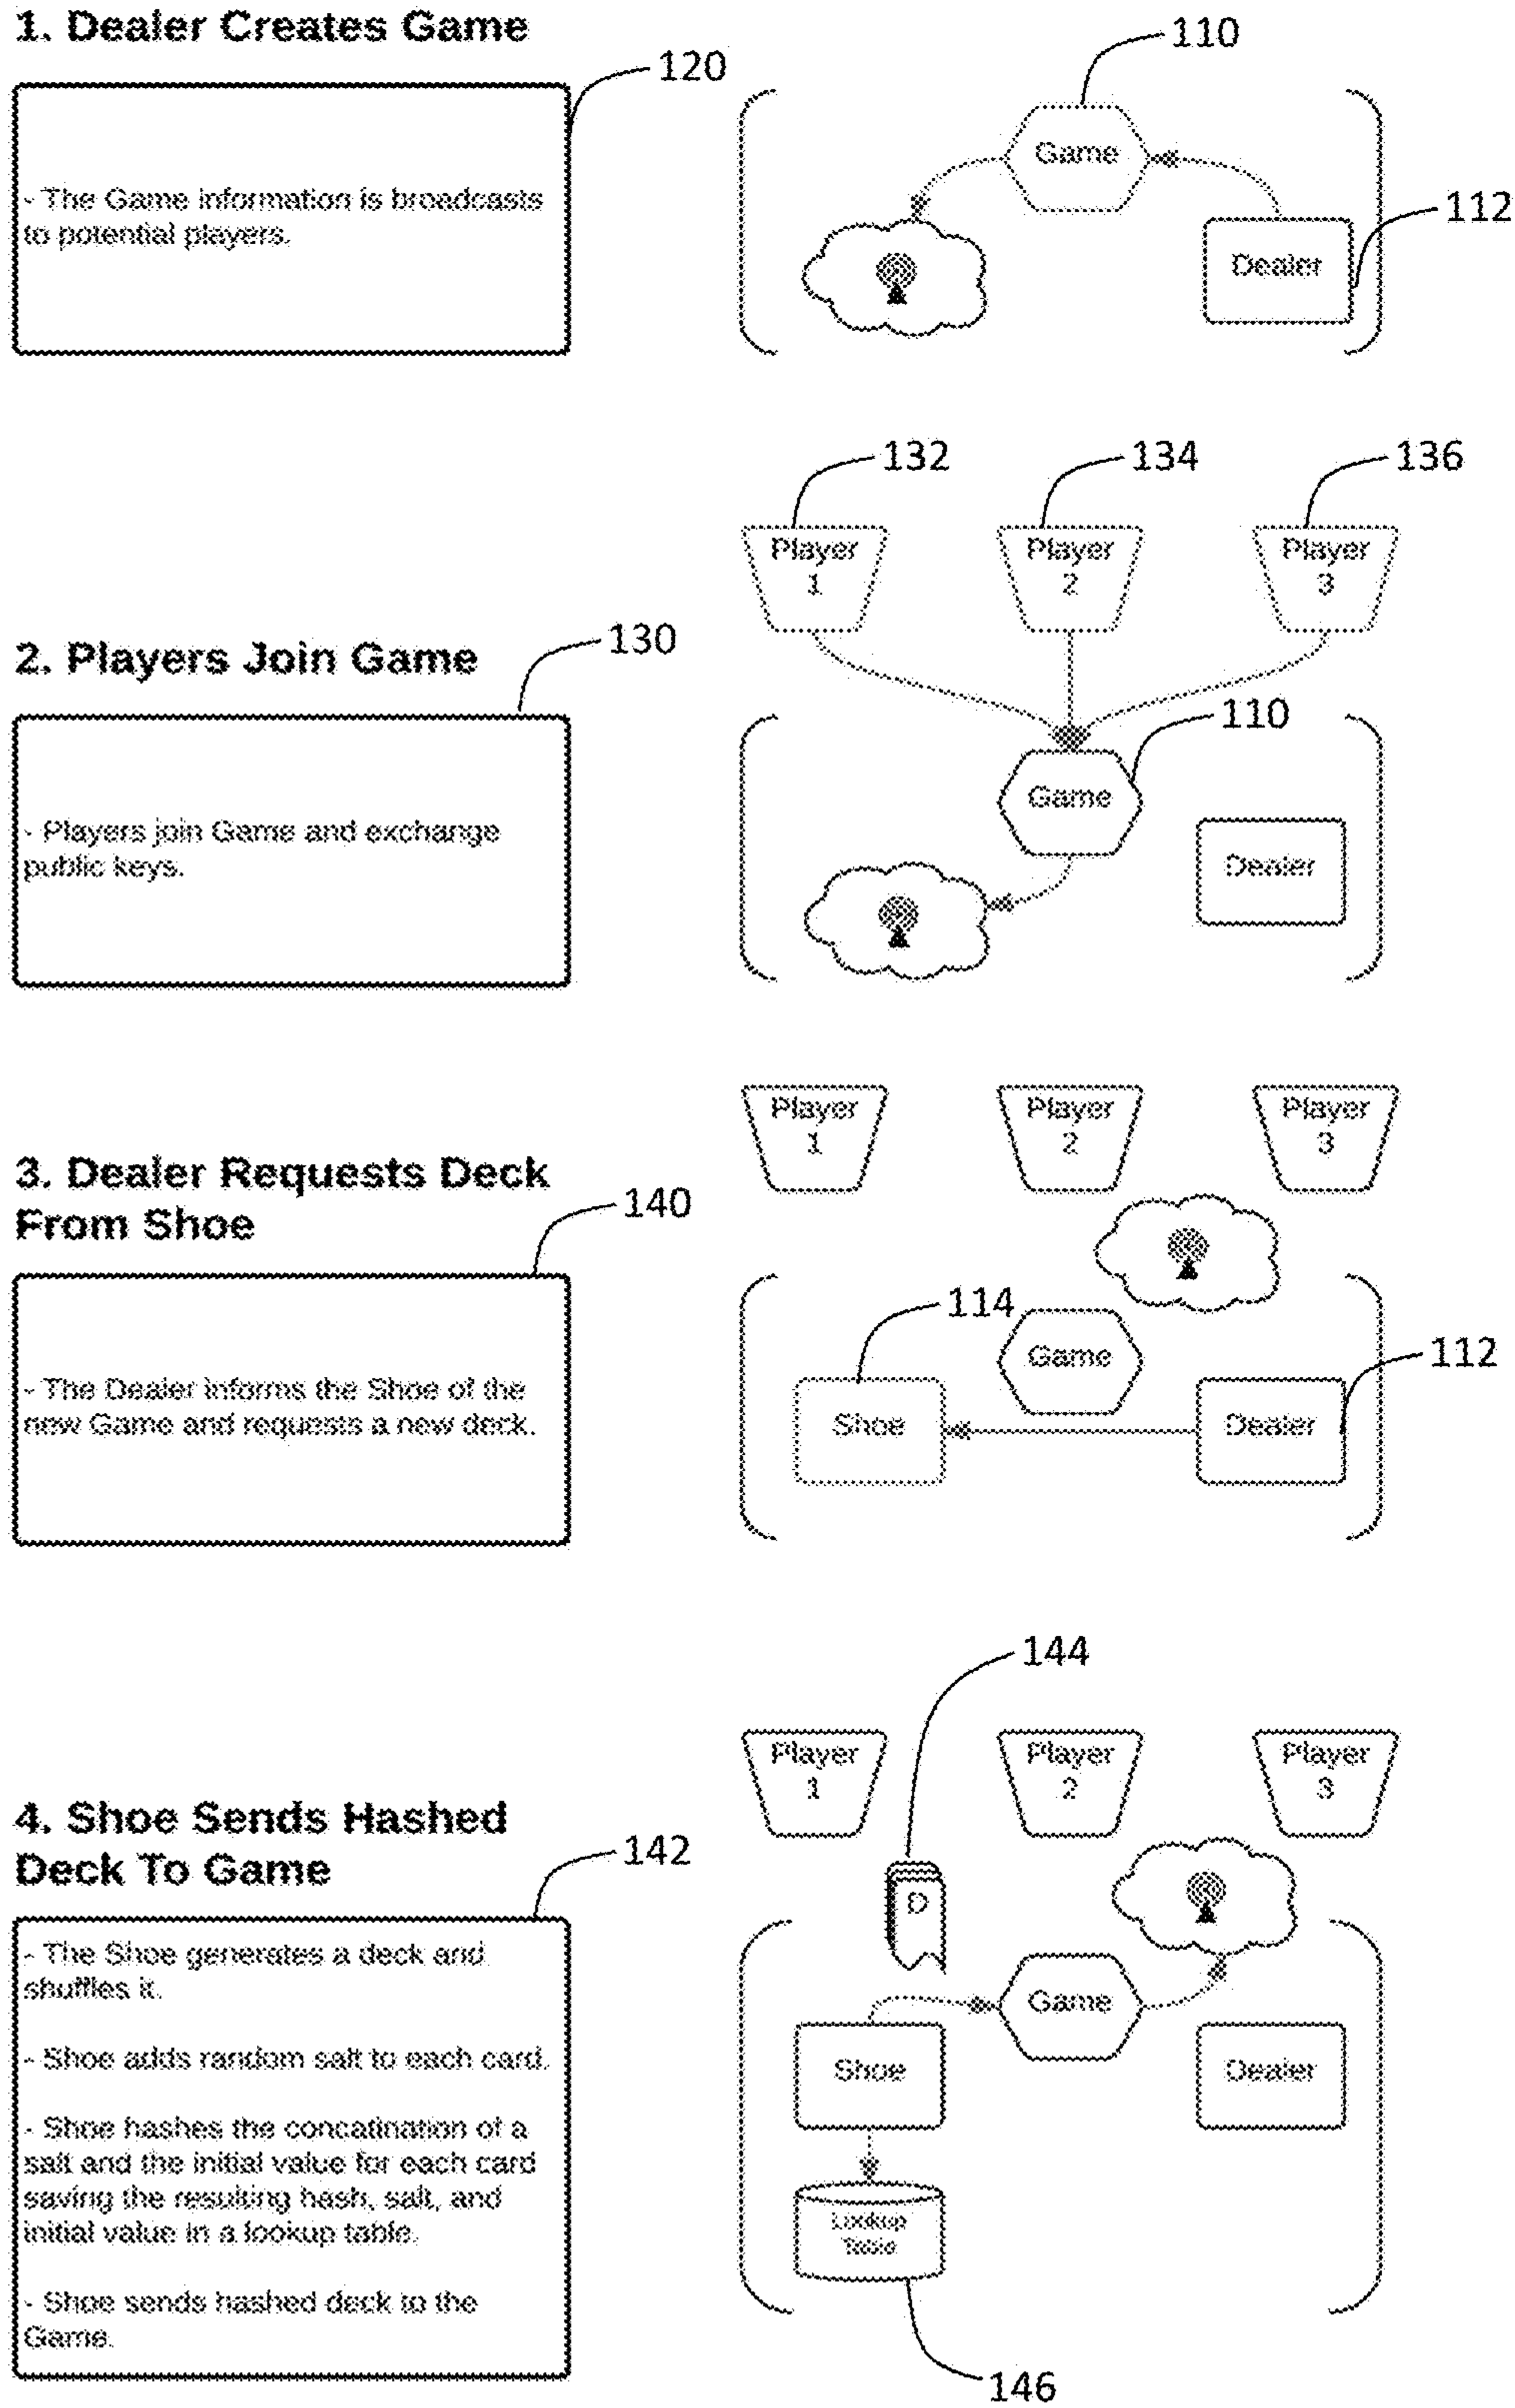 1. Dealer Creates Game
110
120
- The Game information is broadcasts
to potential players.
Game
112
Dealer
132
134
136
Player
1
Player
2
Player
3
2. Players Join Game
130
110
- Players join Game and exchange
public keys.
Game
Dealer
Player
1
Player
2
Player
3
3. Dealer Requests Deck
From Shoe
140
- The Dealer informs the Shoe of the
new Game and requests a new deck.
114
Game
112
Shoe
Dealer
144
Player
1
Player
2
Player
3
4. Shoe Sends Hashed
Deck To Game
142
- The Shoe generates a deck and
shuffles it.
- Shoe adds random salt to each card.
- Shoe hashes the concatination of a
salt and the initial value for each card
saving the resulting hash, salt, and
initial value in a lookup table.
- Shoe sends hashed deck to the
Game.
D
Game
Shoe
Dealer
Lookup
Table
146